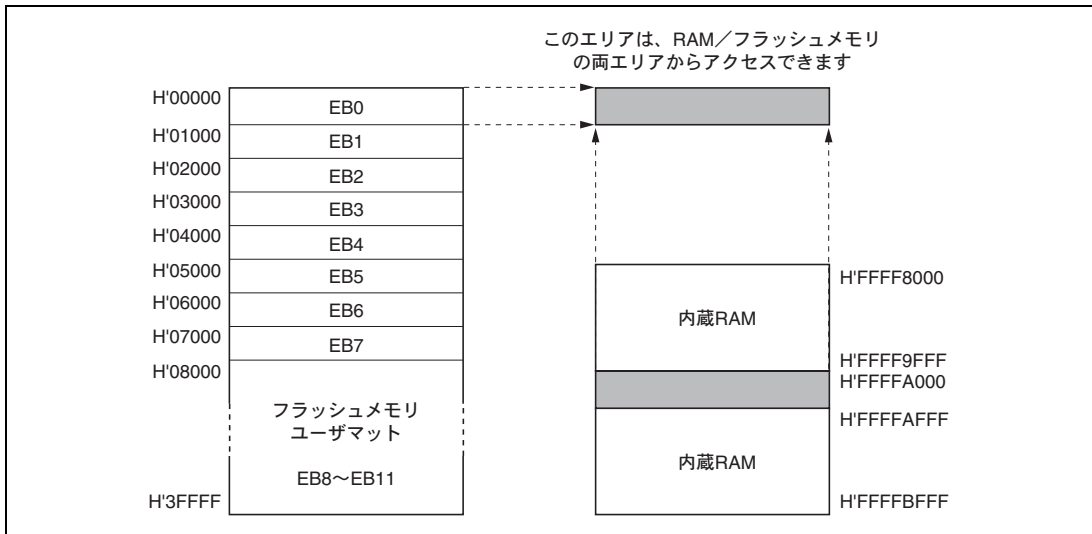 このエリアは、RAM／フラッシュメモリ
の両エリアからアクセスできます
H'00000
EB0
H'01000
EB1
H'02000
EB2
H'03000
EB3
H'04000
EB4
H'05000
EB5
H'06000
EB6
H'07000
EB7
H'08000
フラッシュメモリ
ユーザマット
EB8～EB11
H'3FFFF
H'FFFF8000
内蔵RAM
H'FFFF9FFF
H'FFFFA000
H'FFFFAFFF
内蔵RAM
H'FFFFBFFF